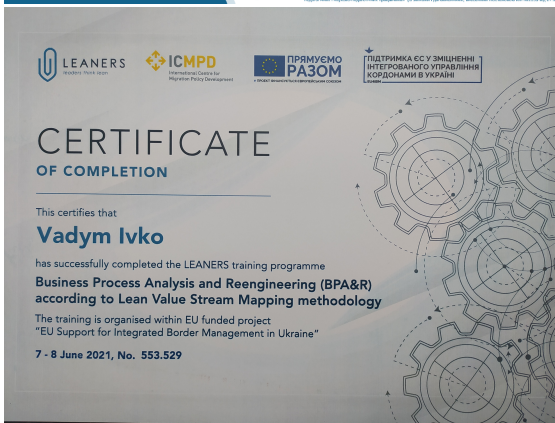 LEANERS
leaders think lean
ICMPD
International Centre for
Migration Policy Development
ПРЯМУЄМО
РАЗОМ
ПІДТРИМКА ЄС У ЗМІЦНЕННІ
ІНТЕГРОВАНОГО УПРАВЛІННЯ
КОРДОНАМИ В УКРАЇНІ
CERTIFICATE
OF COMPLETION
This certifies that
Vadym Ivko
has successfully completed the LEANERS training programme
Business Process Analysis and Reengineering (BPA&R)
according to Lean Value Stream Mapping methodology
The training is organised within EU funded project
"EU Support for Integrated Border Management in Ukraine"
7 - 8 June 2021, No. 553.529